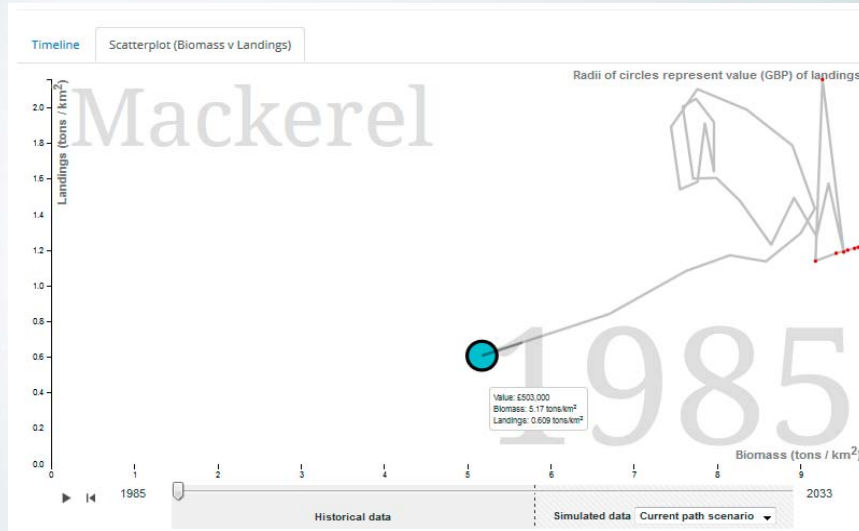 Timeline Scatterplot (Biomass v Landings)
Radii of circles represent value (GBP) of landings
Mackerel
Landings (tons / km²)
2.0
1.8
1.6
1.4
1.2
1.0
0.8
0.6
0.4
0.2
0.0
1985
Value: £503,000
Biomass: 5.17 tons/km²
Landings: 0.609 tons/km²
Biomass (tons / km²)
0 1 2 3 4 5 6 7 8 9
1985 2033
Historical data Simulated data Current path scenario